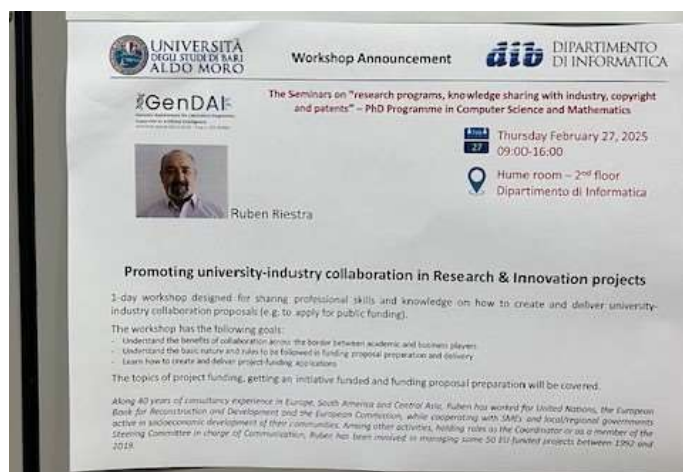 UNIVERSITÀ
DEGLI STUDI DI BARI
ALDO MORO
Workshop Announcement
dib DIPARTIMENTO
DI INFORMATICA
GenDAI
The Seminars on "research programs, knowledge sharing with industry, copyright
and patents" – PhD Programme in Computer Science and Mathematics
27
Thursday February 27, 2025
09:00-16:00
Hume room – 2nd floor
Dipartimento di Informatica
Ruben Riestra
Promoting university-industry collaboration in Research & Innovation projects
1-day workshop designed for sharing professional skills and knowledge on how to create and deliver university-
industry collaboration proposals (e.g. to apply for public funding).
The workshop has the following goals:
- Understand the benefits of collaboration across the border between academic and business players
- Understand the basic nature and rules to be followed in funding proposal preparation and delivery
- Learn how to create and deliver project-funding applications
The topics of project funding, getting an initiative funded and funding proposal preparation will be covered.
Along 40 years of consultancy experience in Europe, South America and Central Asia, Ruben has worked for United Nations, the European
Bank for Reconstruction and Development and the European Commission, while cooperating with SMEs and local/regional governments
active in socioeconomic development of their communities. Among other activities, holding roles as the Coordinator or as a member of the
Steering Committee in charge of Communication, Ruben has been involved in managing some 50 EU-funded projects between 1992 and
2019.